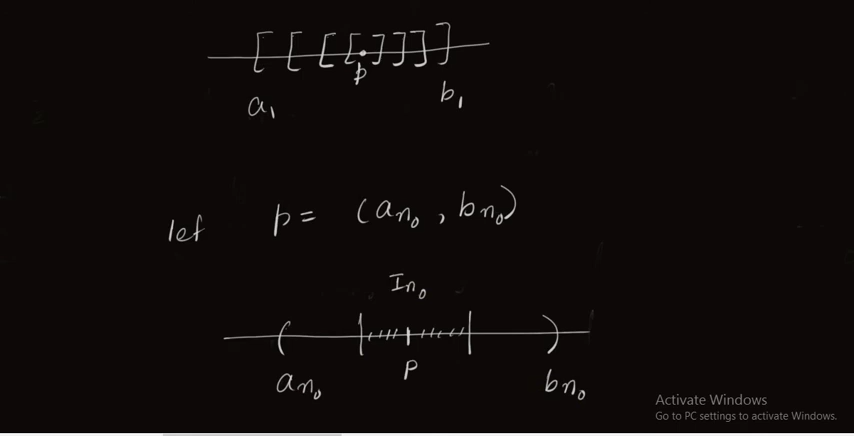 [ [ [ [ . ] ] ] ]
p
a₁ b₁
let p = (aₙ₀ , bₙ₀)
Iₙ₀
( | | )
P
aₙ₀ bₙ₀
Activate Windows
Go to PC settings to activate Windows.